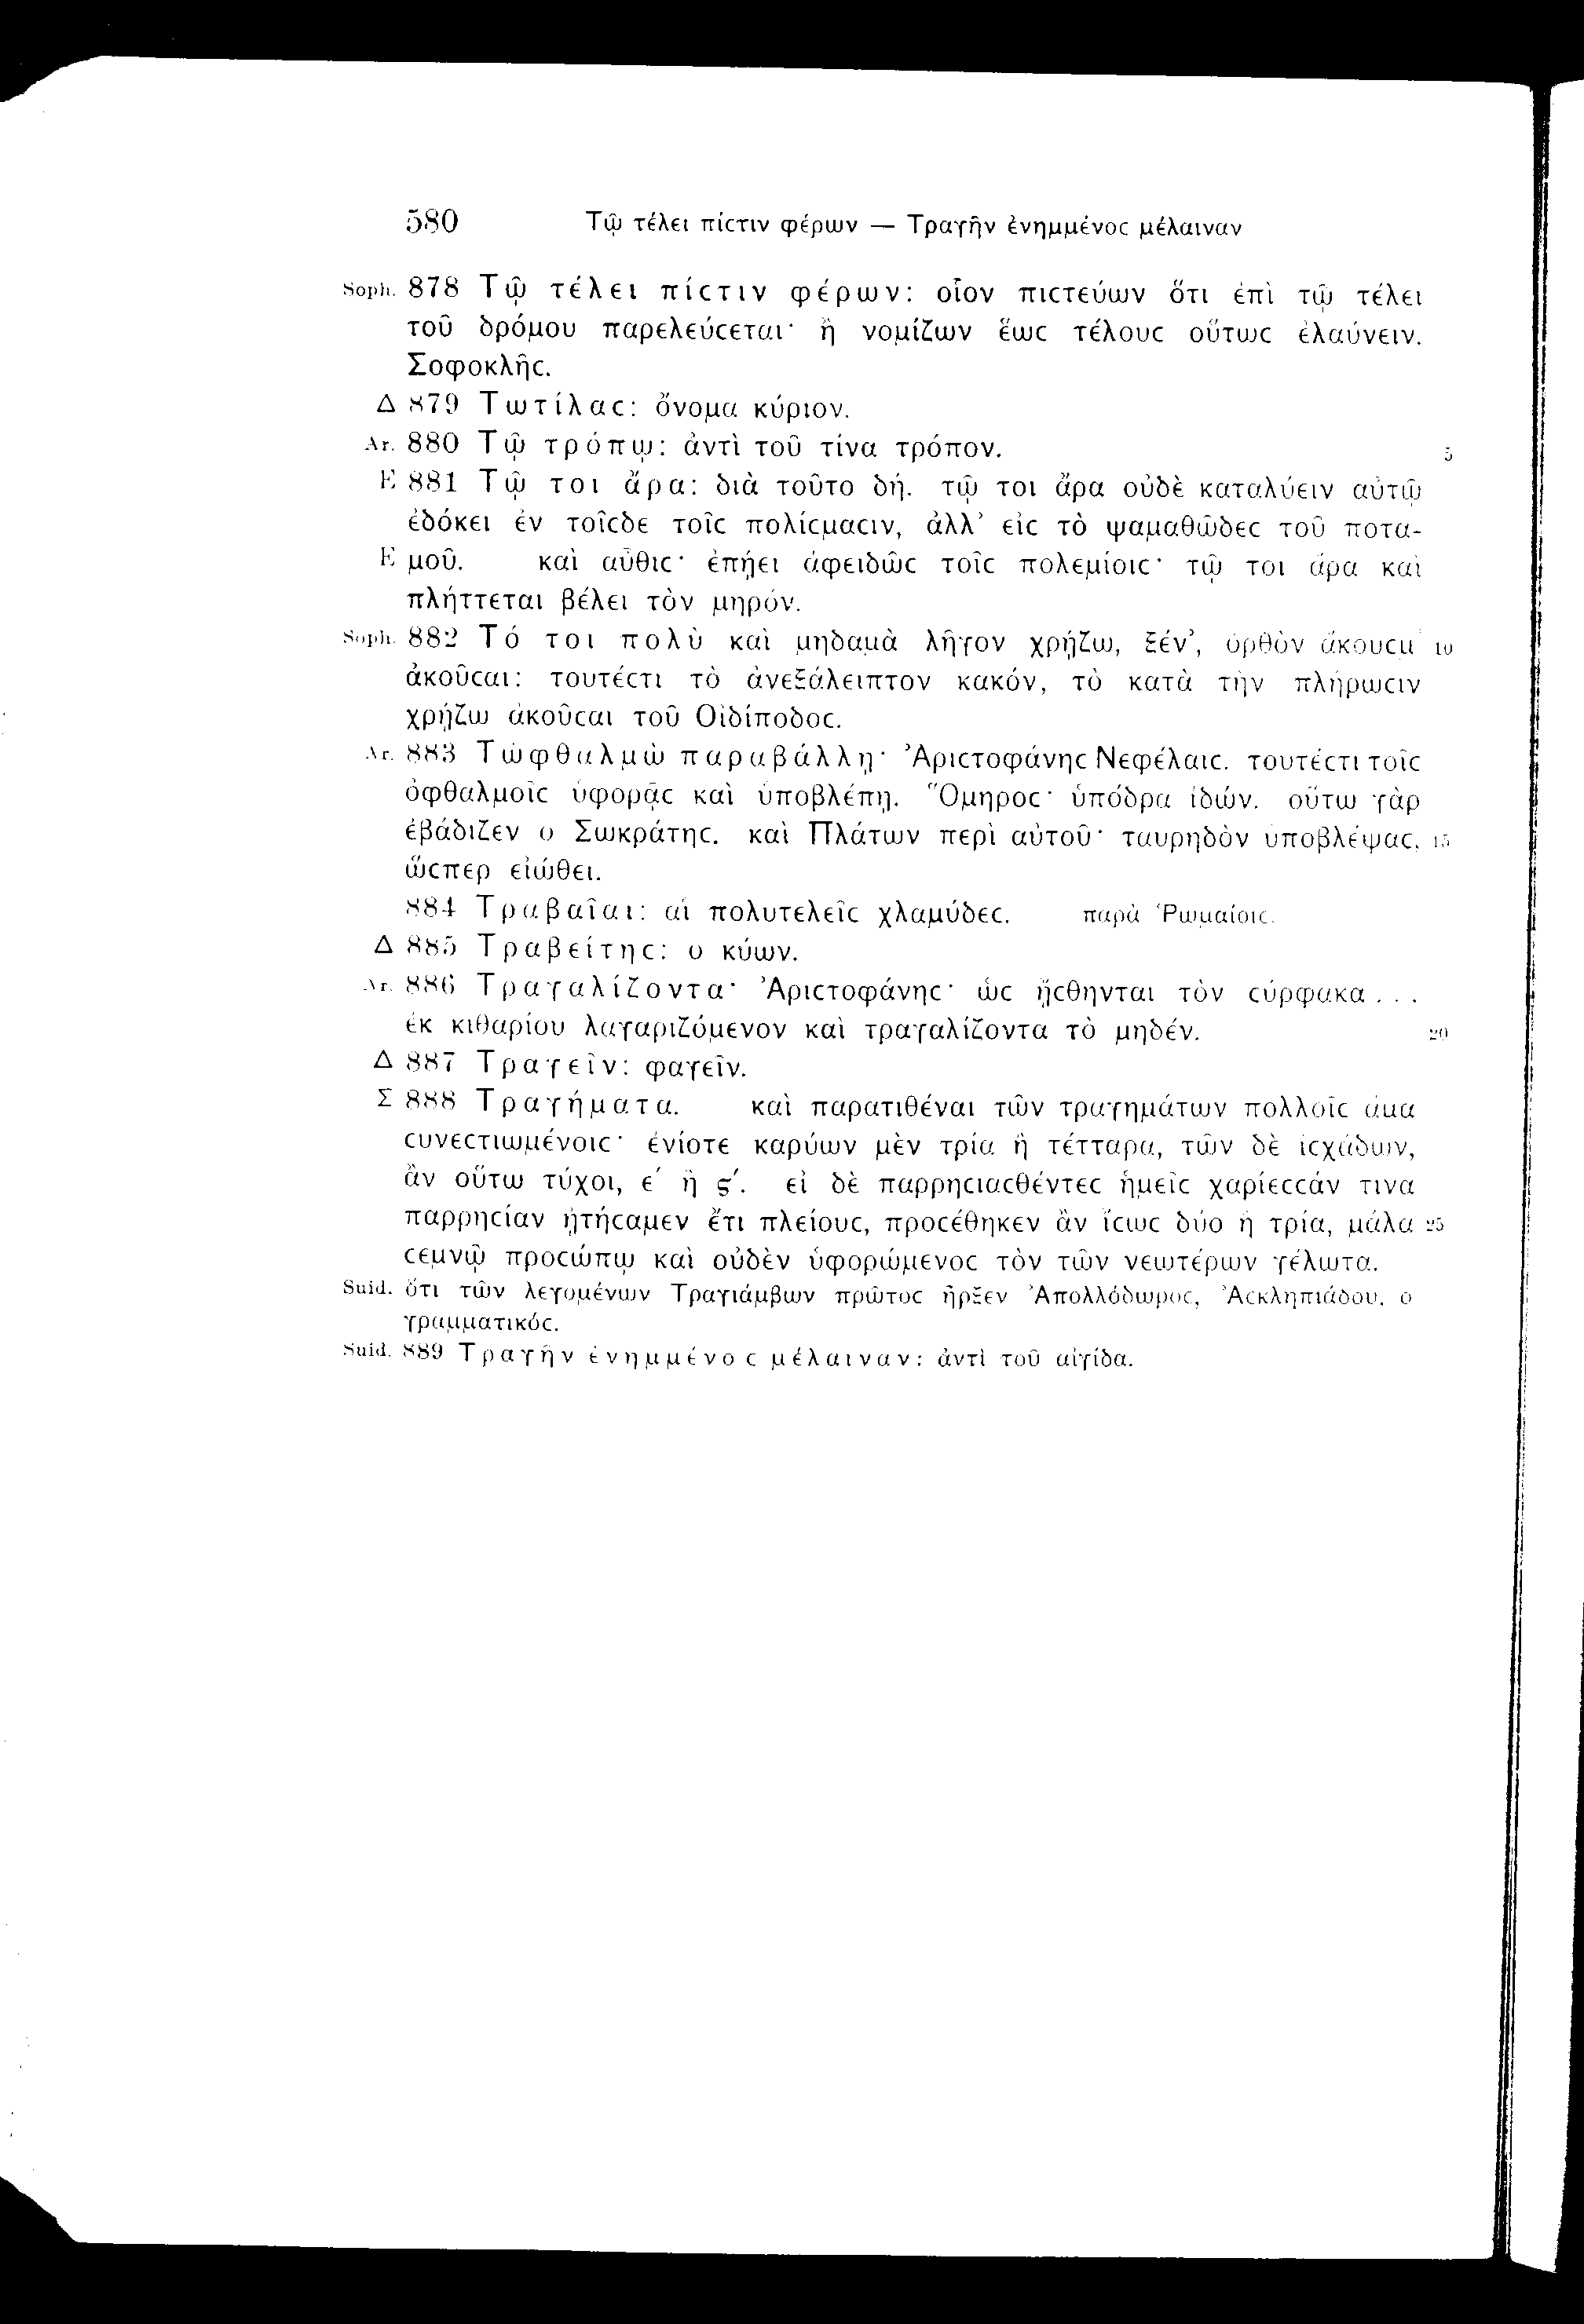 580 Τῷ τέλει πίϲτιν φέρων — Τραγῆν ἐνημμένοϲ μέλαιναν
Soph. 878 Τῷ τέλει πίϲτιν φέρων: οἷον πιϲτεύων ὅτι ἐπὶ τῷ τέλει
τοῦ δρόμου παρελεύϲεται· ἢ νομίζων ἕωϲ τέλουϲ οὕτωϲ ἐλαύνειν.
Σοφοκλῆϲ.
Δ 879 Τωτίλαϲ: ὄνομα κύριον.
Ar. 880 Τῷ τρόπῳ: ἀντὶ τοῦ τίνα τρόπον. 5
E 881 Τῷ τοι ἄρα: διὰ τοῦτο δή. τῷ τοι ἄρα οὐδὲ καταλύειν αὐτῷ
ἐδόκει ἐν τοῖϲδε τοῖϲ πολίϲμαϲιν, ἀλλ’ εἰϲ τὸ ψαμαθῶδεϲ τοῦ ποτα-
E μοῦ. καὶ αὖθιϲ· ἐπῄει ἀφειδῶϲ τοῖϲ πολεμίοιϲ· τῷ τοι ἄρα καὶ
πλήττεται βέλει τὸν μηρόν.
Soph. 882 Τό τοι πολὺ καὶ μηδαμὰ λῆγον χρῄζω, ξέν’, ὀρθὸν ἄκουϲμ’ 10
ἀκοῦϲαι: τουτέϲτι τὸ ἀνεξάλειπτον κακόν, τὸ κατὰ τὴν πλήρωϲιν
χρῄζω ἀκοῦϲαι τοῦ Οἰδίποδοϲ.
Ar. 883 Τὠφθαλμὼ παραβάλλῃ· Ἀριϲτοφάνηϲ Νεφέλαιϲ. τουτέϲτι τοῖϲ
ὀφθαλμοῖϲ ὑφορᾷϲ καὶ ὑποβλέπῃ. Ὅμηροϲ· ὑπόδρα ἰδών. οὕτω γὰρ
ἐβάδιζεν ὁ Σωκράτηϲ. καὶ Πλάτων περὶ αὐτοῦ· ταυρηδὸν ὑποβλέψαϲ, 15
ὥϲπερ εἰώθει.
884 Τραβαῖαι: αἱ πολυτελεῖϲ χλαμύδεϲ. παρὰ Ῥωμαίοιϲ.
Δ 885 Τραβείτηϲ: ὁ κύων.
Ar. 886 Τραγαλίζοντα· Ἀριϲτοφάνηϲ· ὡϲ ᾔϲθηνται τὸν ϲύρφακα . . .
ἐκ κιθαρίου λαγαριζόμενον καὶ τραγαλίζοντα τὸ μηδέν. 20
Δ 887 Τραγεῖν: φαγεῖν.
Σ 888 Τραγήματα. καὶ παρατιθέναι τῶν τραγημάτων πολλοῖϲ ἅμα
ϲυνεϲτιωμένοιϲ· ἐνίοτε καρύων μὲν τρία ἢ τέτταρα, τῶν δὲ ἰϲχάδων,
ἂν οὕτω τύχοι, ε΄ ἢ ϛ΄. εἰ δὲ παρρηϲιαϲθέντεϲ ἡμεῖϲ χαρίεϲϲάν τινα
παρρηϲίαν ᾐτήϲαμεν ἔτι πλείουϲ, προϲέθηκεν ἂν ἴϲωϲ δύο ἢ τρία, μάλα 25
ϲεμνῷ προϲώπῳ καὶ οὐδὲν ὑφορώμενοϲ τὸν τῶν νεωτέρων γέλωτα.
Suid. ὅτι τῶν λεγομένων Τραγιάμβων πρῶτοϲ ἦρξεν Ἀπολλόδωροϲ, Ἀϲκληπιάδου, ὁ
γραμματικόϲ.
Suid. 889 Τραγῆν ἐνημμένοϲ μέλαιναν: ἀντὶ τοῦ αἰγίδα.